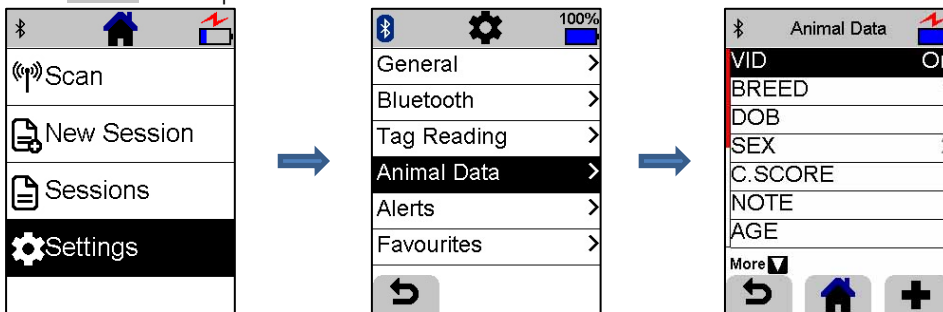 Scan
New Session
Sessions
Settings
100%
General
Bluetooth
Tag Reading
Animal Data
Alerts
Favourites
Animal Data
VID
BREED
DOB
SEX
C.SCORE
NOTE
AGE
More